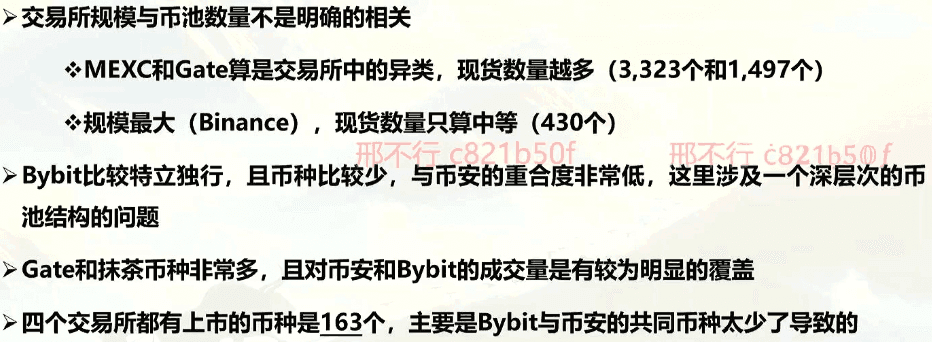 ➢交易所规模与币池数量不是明确的相关
❖MEXC和Gate算是交易所中的异类，现货数量越多（3,323个和1,497个）
❖规模最大（Binance），现货数量只算中等（430个）
邢不行 c821b50f
邢不行 c821b50f
➢Bybit比较特立独行，且币种比较少，与币安的重合度非常低，这里涉及一个深层次的币
池结构的问题
➢Gate和抹茶币种非常多，且对币安和Bybit的成交量是有较为明显的覆盖
➢四个交易所都有上市的币种是163个，主要是Bybit与币安的共同币种太少了导致的